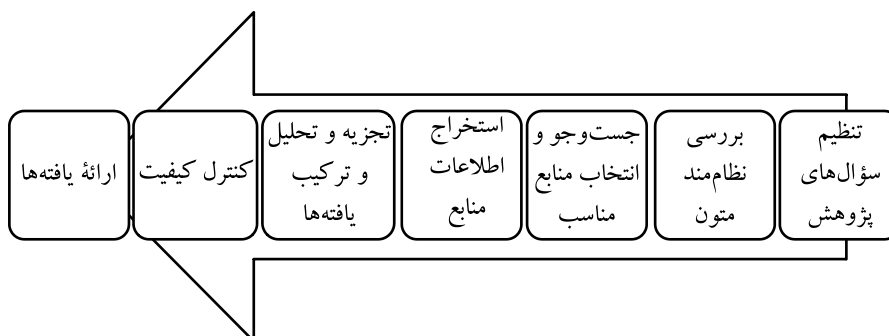 تنظیم
سؤال‌های
پژوهش
بررسی
نظام‌مند
متون
جست‌وجو و
انتخاب منابع
مناسب
استخراج
اطلاعات
منابع
تجزیه و تحلیل
و ترکیب
یافته‌ها
کنترل کیفیت
ارائهٔ یافته‌ها